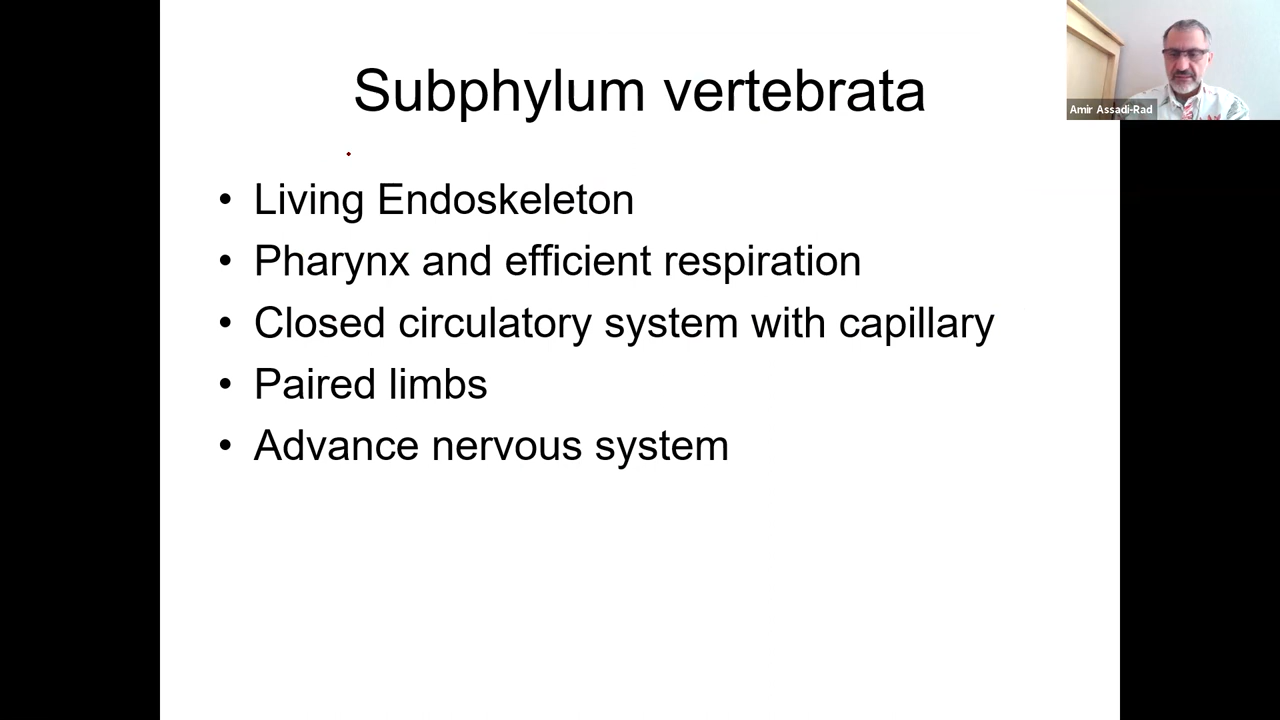 Subphylum vertebrata
Amir Assadi-Rad
• Living Endoskeleton
• Pharynx and efficient respiration
• Closed circulatory system with capillary
• Paired limbs
• Advance nervous system